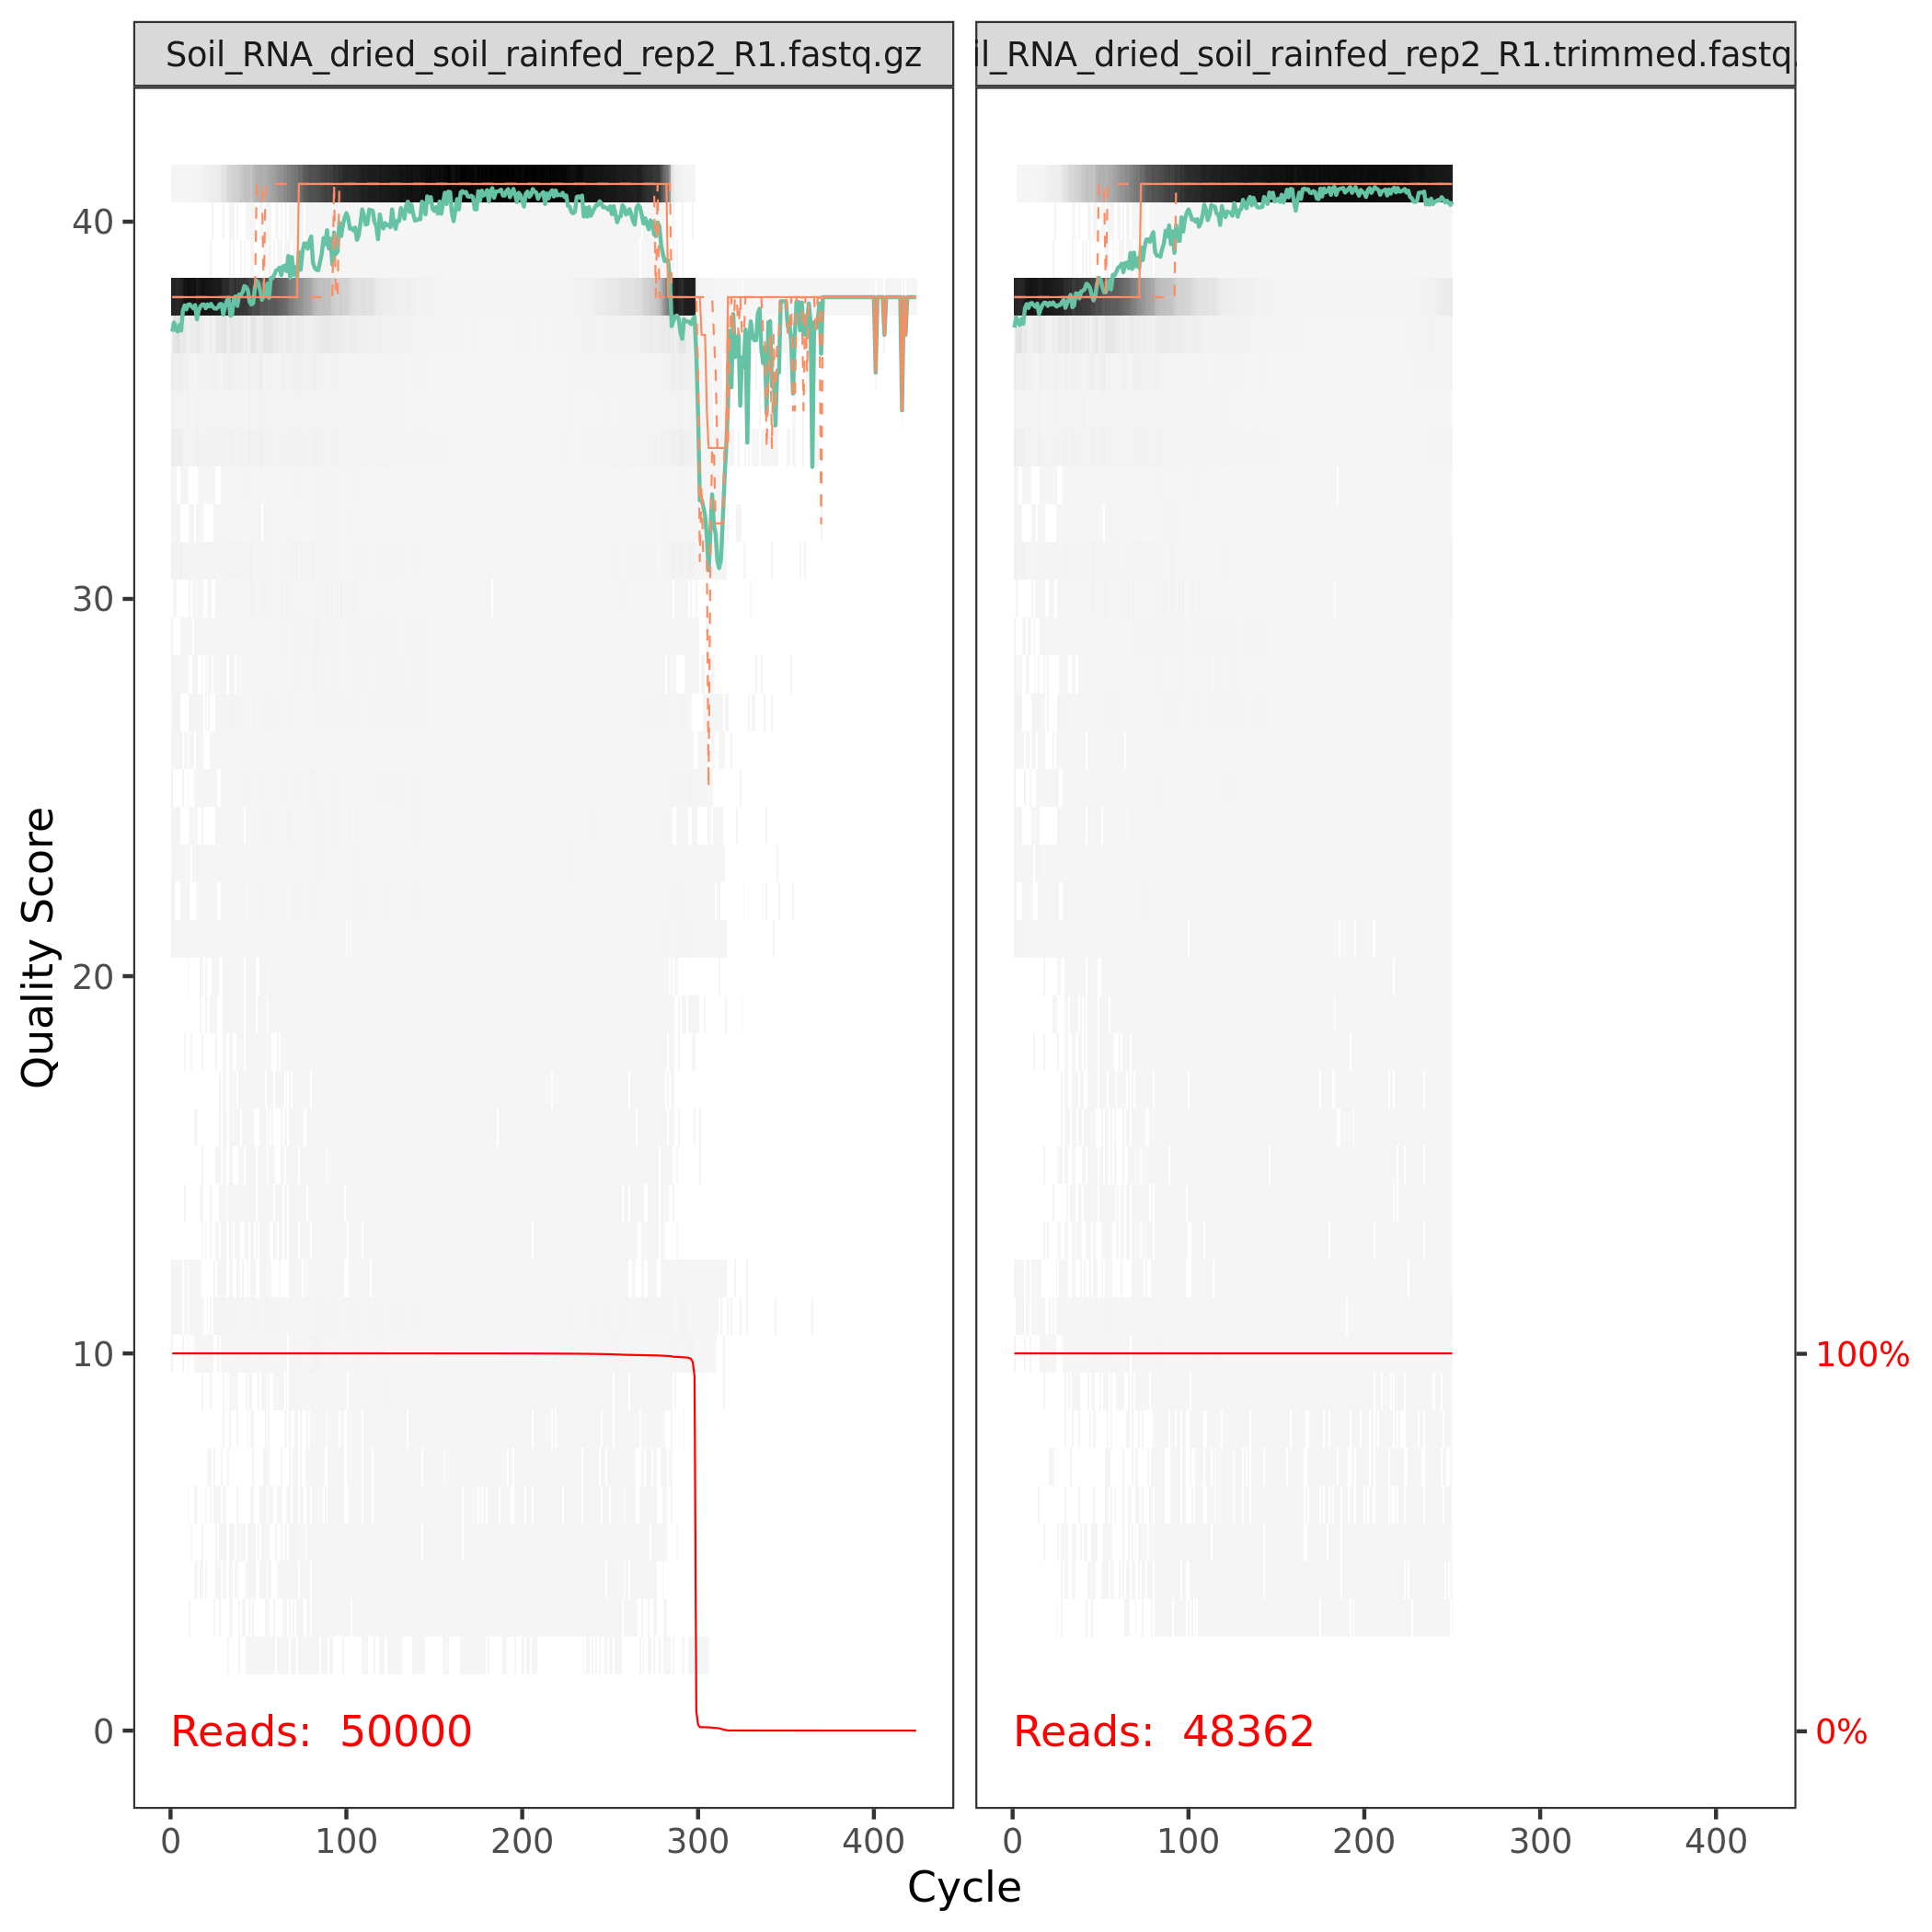 Soil_RNA_dried_soil_rainfed_rep2_R1.fastq.gz
il_RNA_dried_soil_rainfed_rep2_R1.trimmed.fastq.
Quality Score
40
30
20
10
0
100%
0%
Reads: 50000
Reads: 48362
0 100 200 300 400
0 100 200 300 400
Cycle